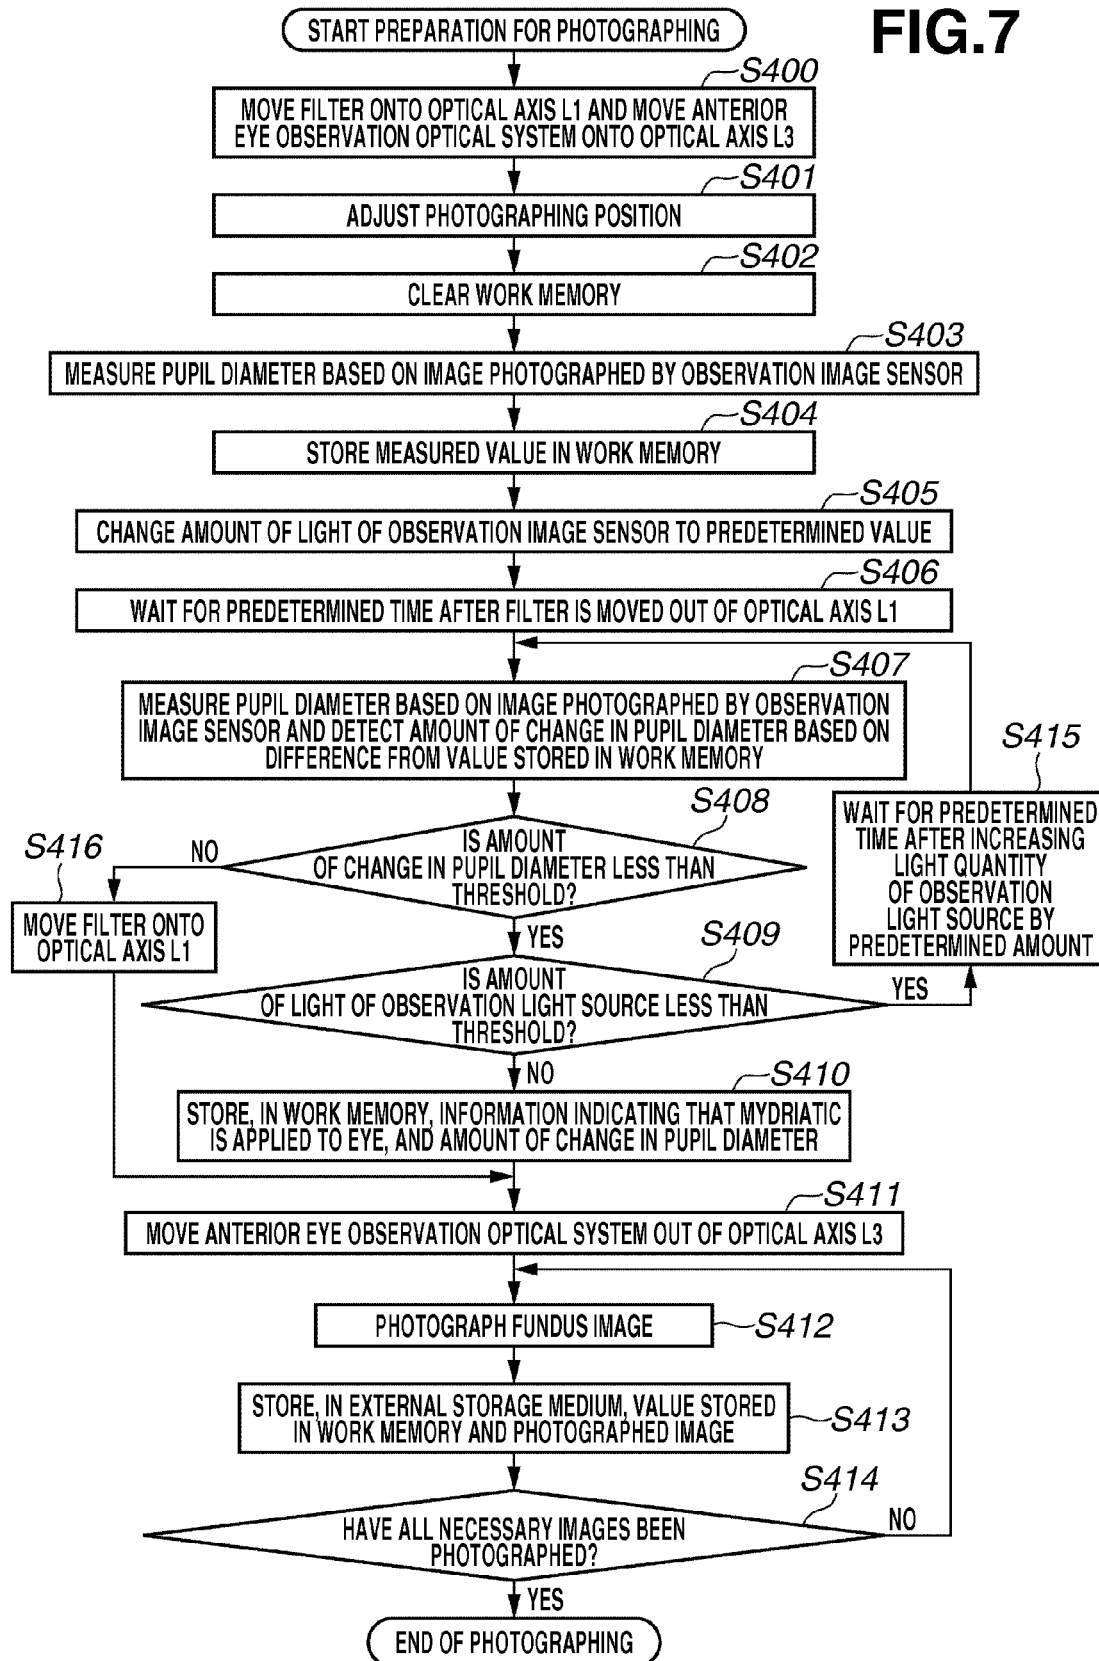 FIG.7
START PREPARATION FOR PHOTOGRAPHING
S400
MOVE FILTER ONTO OPTICAL AXIS L1 AND MOVE ANTERIOR
EYE OBSERVATION OPTICAL SYSTEM ONTO OPTICAL AXIS L3
S401
ADJUST PHOTOGRAPHING POSITION
S402
CLEAR WORK MEMORY
S403
MEASURE PUPIL DIAMETER BASED ON IMAGE PHOTOGRAPHED BY OBSERVATION IMAGE SENSOR
S404
STORE MEASURED VALUE IN WORK MEMORY
S405
CHANGE AMOUNT OF LIGHT OF OBSERVATION IMAGE SENSOR TO PREDETERMINED VALUE
S406
WAIT FOR PREDETERMINED TIME AFTER FILTER IS MOVED OUT OF OPTICAL AXIS L1
S407
MEASURE PUPIL DIAMETER BASED ON IMAGE PHOTOGRAPHED BY OBSERVATION
IMAGE SENSOR AND DETECT AMOUNT OF CHANGE IN PUPIL DIAMETER BASED ON
DIFFERENCE FROM VALUE STORED IN WORK MEMORY
S415
WAIT FOR PREDETERMINED
TIME AFTER INCREASING
LIGHT QUANTITY
OF OBSERVATION
LIGHT SOURCE BY
PREDETERMINED AMOUNT
S408
IS AMOUNT
OF CHANGE IN PUPIL DIAMETER LESS THAN
THRESHOLD?
NO
S416
MOVE FILTER ONTO
OPTICAL AXIS L1
YES
S409
IS AMOUNT
OF LIGHT OF OBSERVATION LIGHT SOURCE LESS THAN
THRESHOLD?
YES
NO
S410
STORE, IN WORK MEMORY, INFORMATION INDICATING THAT MYDRIATIC
IS APPLIED TO EYE, AND AMOUNT OF CHANGE IN PUPIL DIAMETER
S411
MOVE ANTERIOR EYE OBSERVATION OPTICAL SYSTEM OUT OF OPTICAL AXIS L3
PHOTOGRAPH FUNDUS IMAGE
S412
STORE, IN EXTERNAL STORAGE MEDIUM, VALUE STORED
IN WORK MEMORY AND PHOTOGRAPHED IMAGE
S413
S414
HAVE ALL NECESSARY IMAGES BEEN
PHOTOGRAPHED?
NO
YES
END OF PHOTOGRAPHING